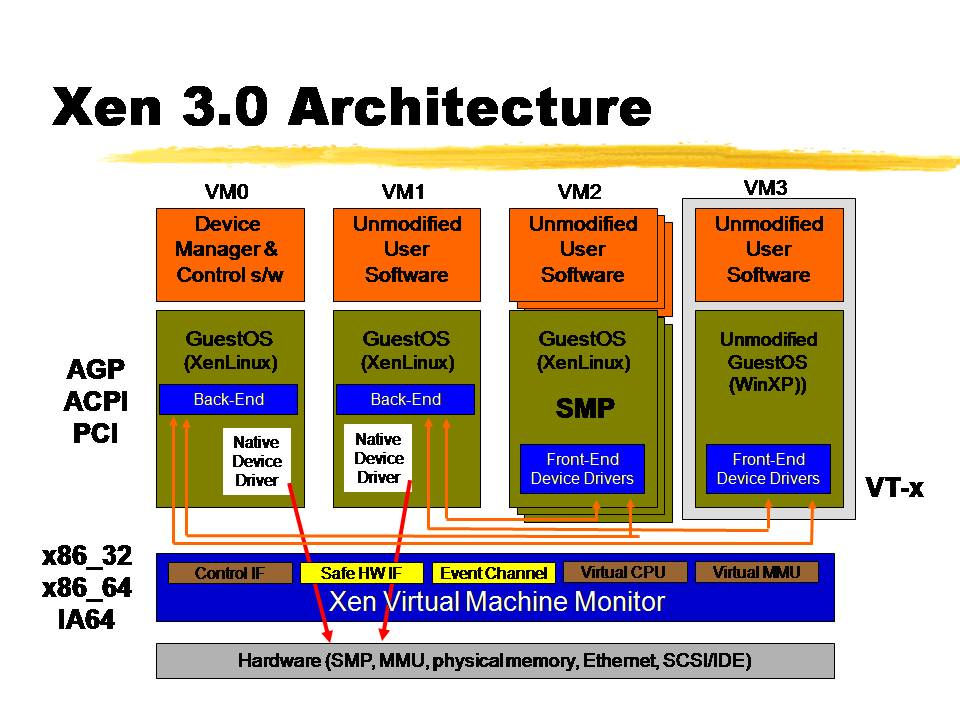 Xen 3.0 Architecture
VM0
VM1
VM2
VM3
Device
Manager &
Control s/w
Unmodified
User
Software
Unmodified
User
Software
Unmodified
User
Software
AGP
ACPI
PCI
GuestOS
(XenLinux)
Back-End
Native
Device
Driver
GuestOS
(XenLinux)
Back-End
Native
Device
Driver
GuestOS
(XenLinux)
SMP
Front-End
Device Drivers
Unmodified
GuestOS
(WinXP))
Front-End
Device Drivers
VT-x
x86_32
x86_64
IA64
Control IF
Safe HW IF
Event Channel
Virtual CPU
Virtual MMU
Xen Virtual Machine Monitor
Hardware (SMP, MMU, physical memory, Ethernet, SCSI/IDE)